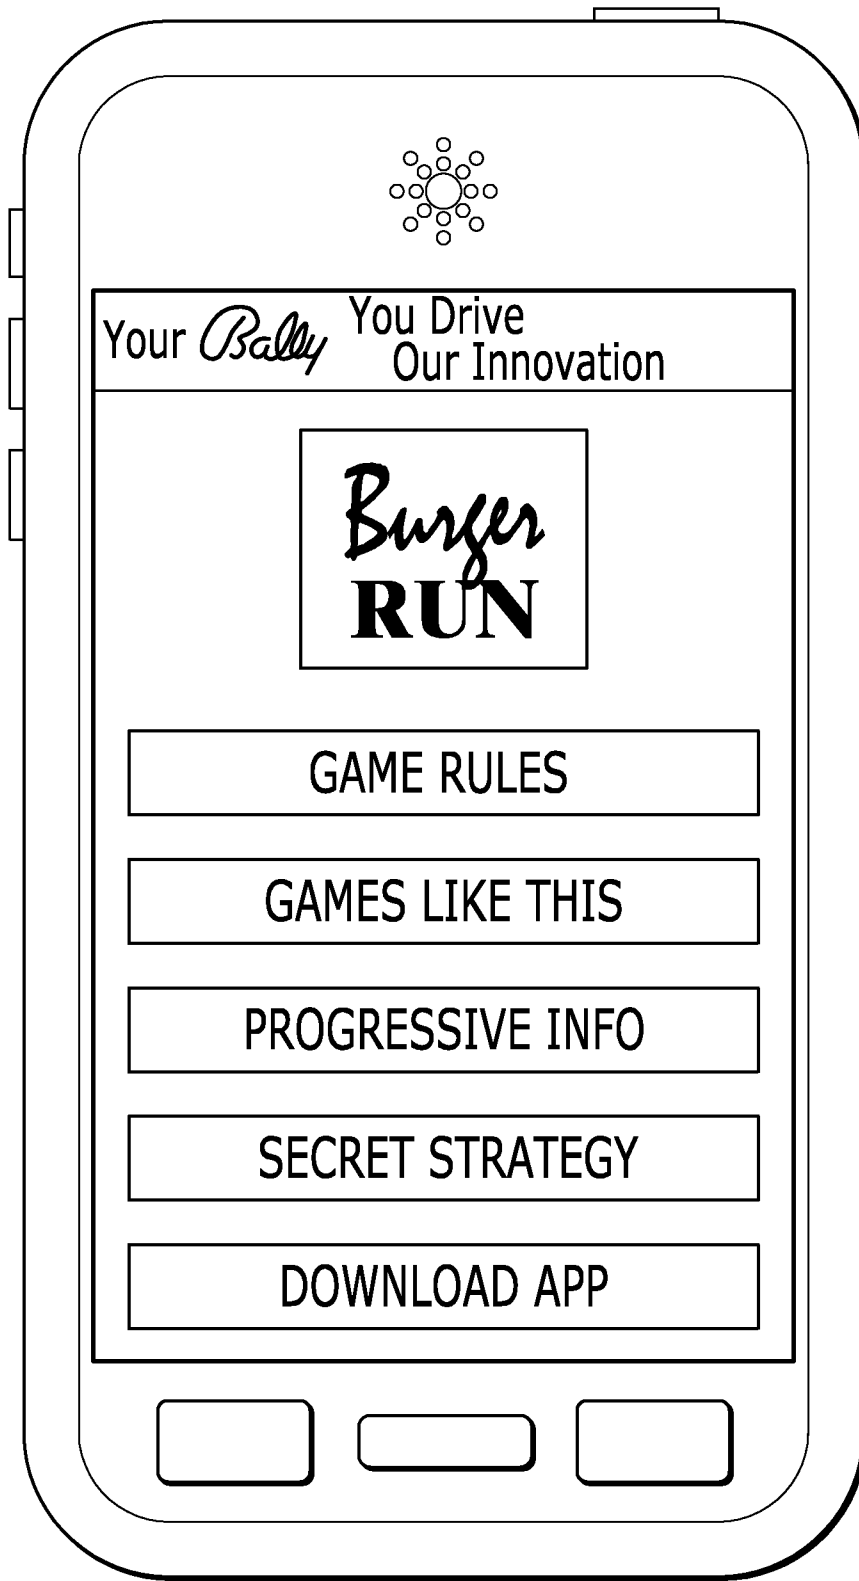 Your Bally You Drive
Our Innovation
Burger
RUN
GAME RULES
GAMES LIKE THIS
PROGRESSIVE INFO
SECRET STRATEGY
DOWNLOAD APP